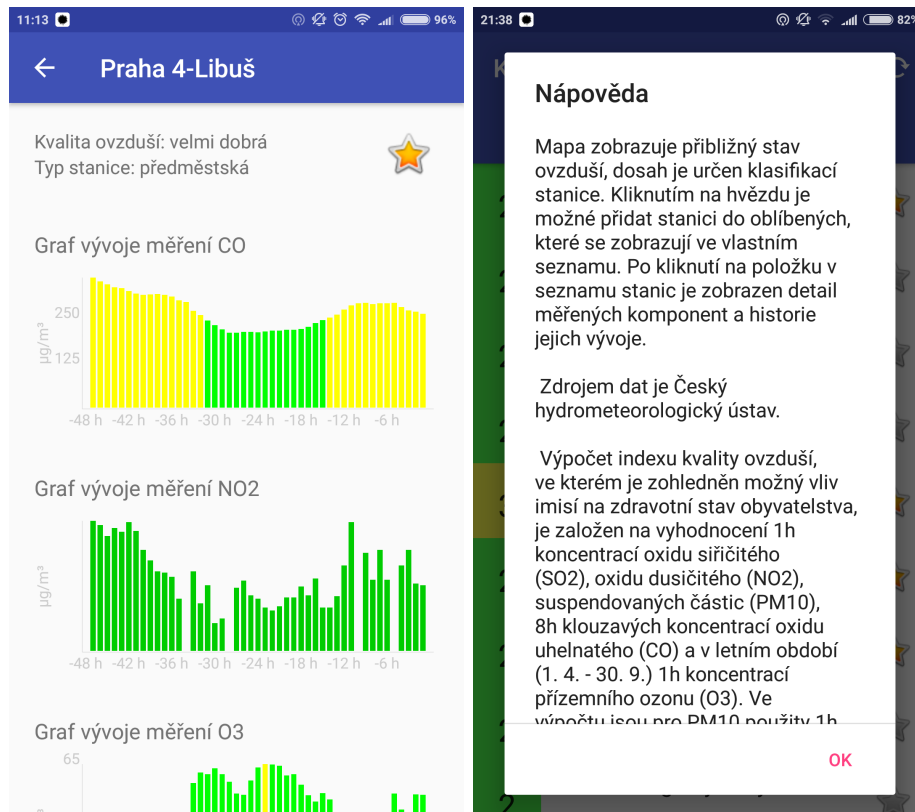 11:13
96%
Praha 4-Libuš
Kvalita ovzduší: velmi dobrá
Typ stanice: předměstská
Graf vývoje měření CO
250
125
µg/m³
-48 h -42 h -36 h -30 h -24 h -18 h -12 h -6 h
Graf vývoje měření NO2
µg/m³
-48 h -42 h -36 h -30 h -24 h -18 h -12 h -6 h
Graf vývoje měření O3
65
21:38
82%
Nápověda
Mapa zobrazuje přibližný stav
ovzduší, dosah je určen klasifikací
stanice. Kliknutím na hvězdu je
možné přidat stanici do oblíbených,
které se zobrazují ve vlastním
seznamu. Po kliknutí na položku v
seznamu stanic je zobrazen detail
měřených komponent a historie
jejich vývoje.
Zdrojem dat je Český
hydrometeorologický ústav.
Výpočet indexu kvality ovzduší,
ve kterém je zohledněn možný vliv
imisí na zdravotní stav obyvatelstva,
je založen na vyhodnocení 1h
koncentrací oxidu siřičitého
(SO2), oxidu dusičitého (NO2),
suspendovaných částic (PM10),
8h klouzavých koncentrací oxidu
uhelnatého (CO) a v letním období
(1. 4. - 30. 9.) 1h koncentrací
přízemního ozonu (O3). Ve
výpočtu jsou pro PM10 použity 1h
OK
2